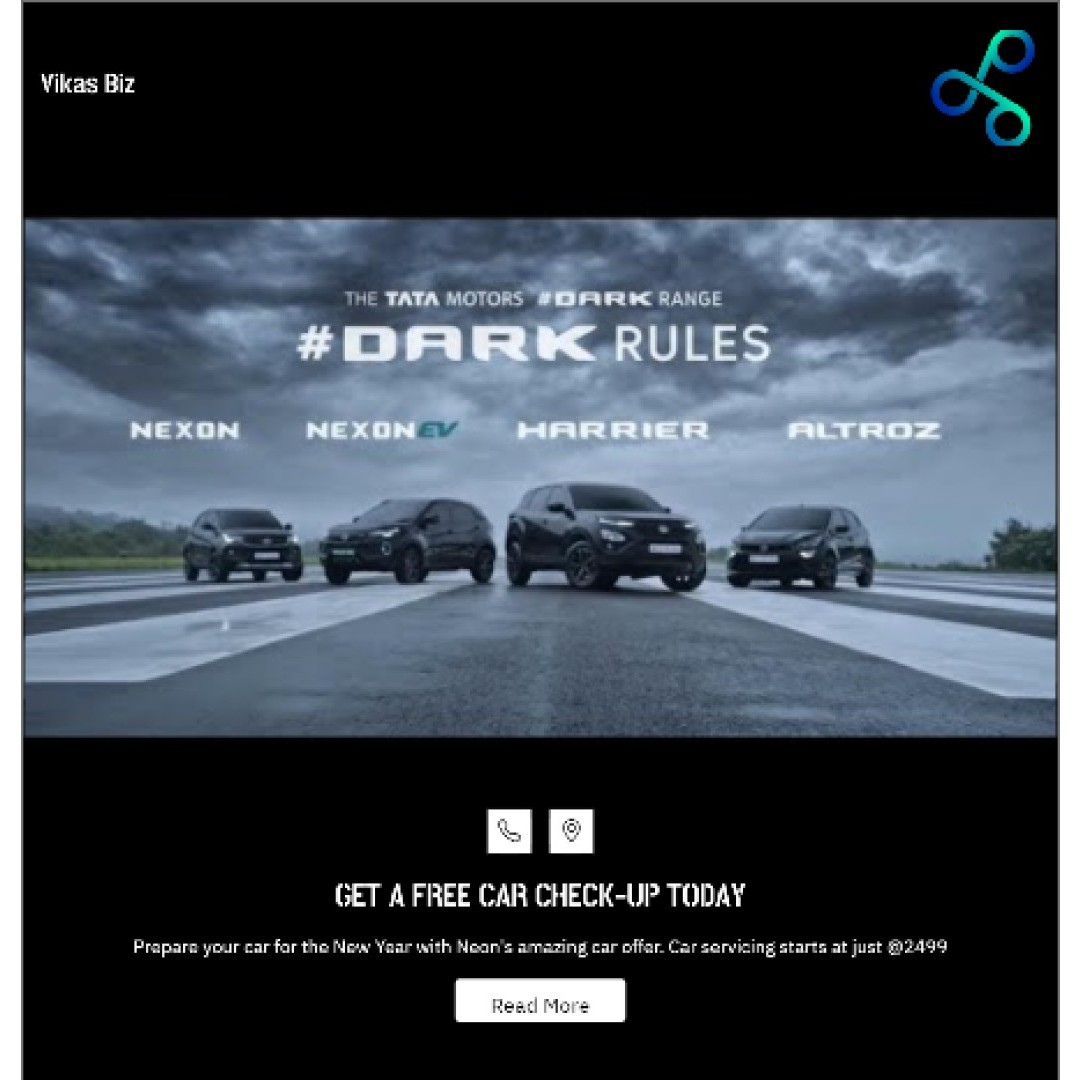 Vikas Biz
THE TATA MOTORS #DARK RANGE
#DARK RULES
NEXON NEXON EV HARRIER ALTROZ
GET A FREE CAR CHECK-UP TODAY
Prepare your car for the New Year with Neon's amazing car offer. Car servicing starts at just @2499
Read More